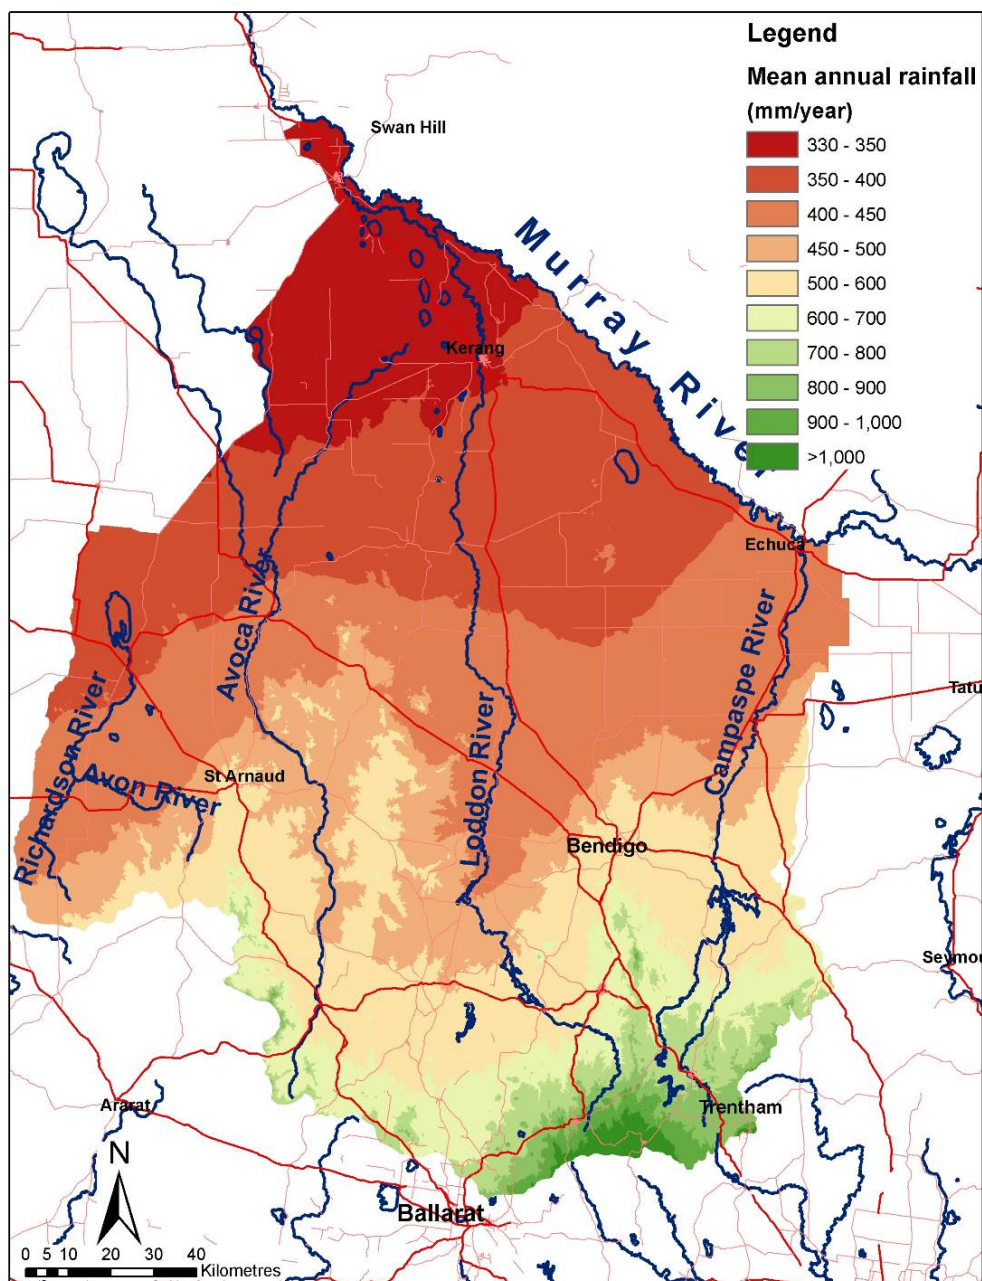 Legend
Mean annual rainfall
(mm/year)
330 - 350
350 - 400
400 - 450
450 - 500
500 - 600
600 - 700
700 - 800
800 - 900
900 - 1,000
>1,000
Swan Hill
Murray River
Kerang
Echuca
Avoca River
Campaspe River
Richardson River
Loddon River
Tatu
St Arnaud
Avon River
Bendigo
Seymou
Ararat
Trentham
N
Ballarat
0 5 10 20 30 40
Kilometres